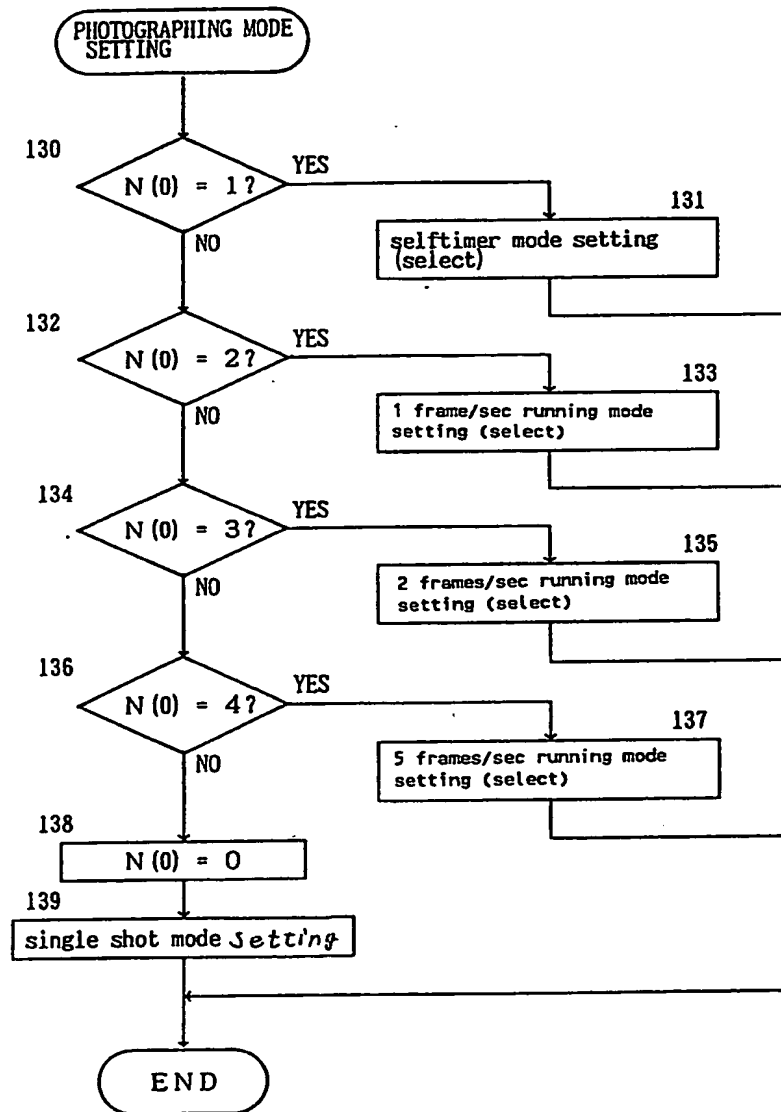 PHOTOGRAPHING MODE
SETTING
130
N(0) = 1?
YES
131
selftimer mode setting
(select)
NO
132
N(0) = 2?
YES
133
1 frame/sec running mode
setting (select)
NO
134
N(0) = 3?
YES
135
2 frames/sec running mode
setting (select)
NO
136
N(0) = 4?
YES
137
5 frames/sec running mode
setting (select)
NO
138
N(0) = 0
139
single shot mode setting
END